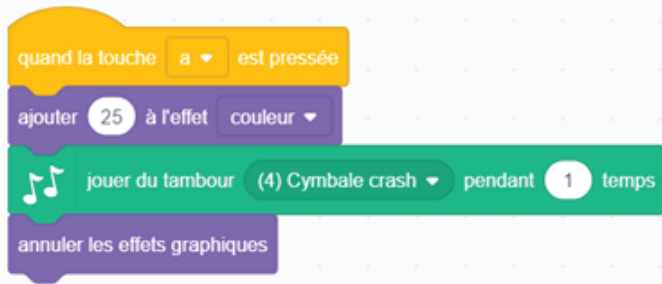 quand la touche a est pressée
ajouter 25 à l'effet couleur
jouer du tambour (4) Cymbale crash pendant 1 temps
annuler les effets graphiques